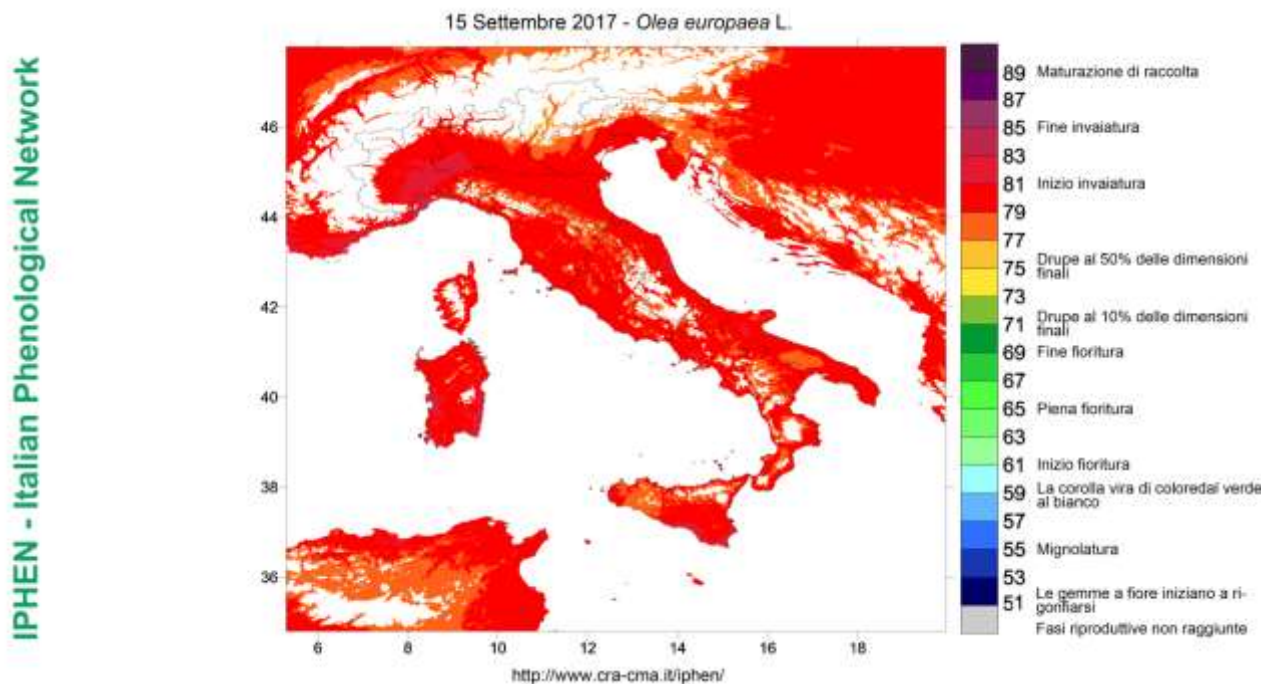 IPHEN - Italian Phenological Network
15 Settembre 2017 - Olea europaea L.
46
44
42
40
38
36
6 8 10 12 14 16 18
http://www.cra-cma.it/iphen/
89 Maturazione di raccolta
87
85 Fine invaiatura
83
81 Inizio invaiatura
79
77
Drupe al 50% delle dimensioni
75 finali
73
Drupe al 10% delle dimensioni
71 finali
69 Fine fioritura
67
65 Piena fioritura
63
61 Inizio fioritura
59 La corolla vira di coloredal verde
al bianco
57
55 Mignolatura
53
Le gemme a fiore iniziano a ri-
51 gonfiarsi
Fasi riproduttive non raggiunte